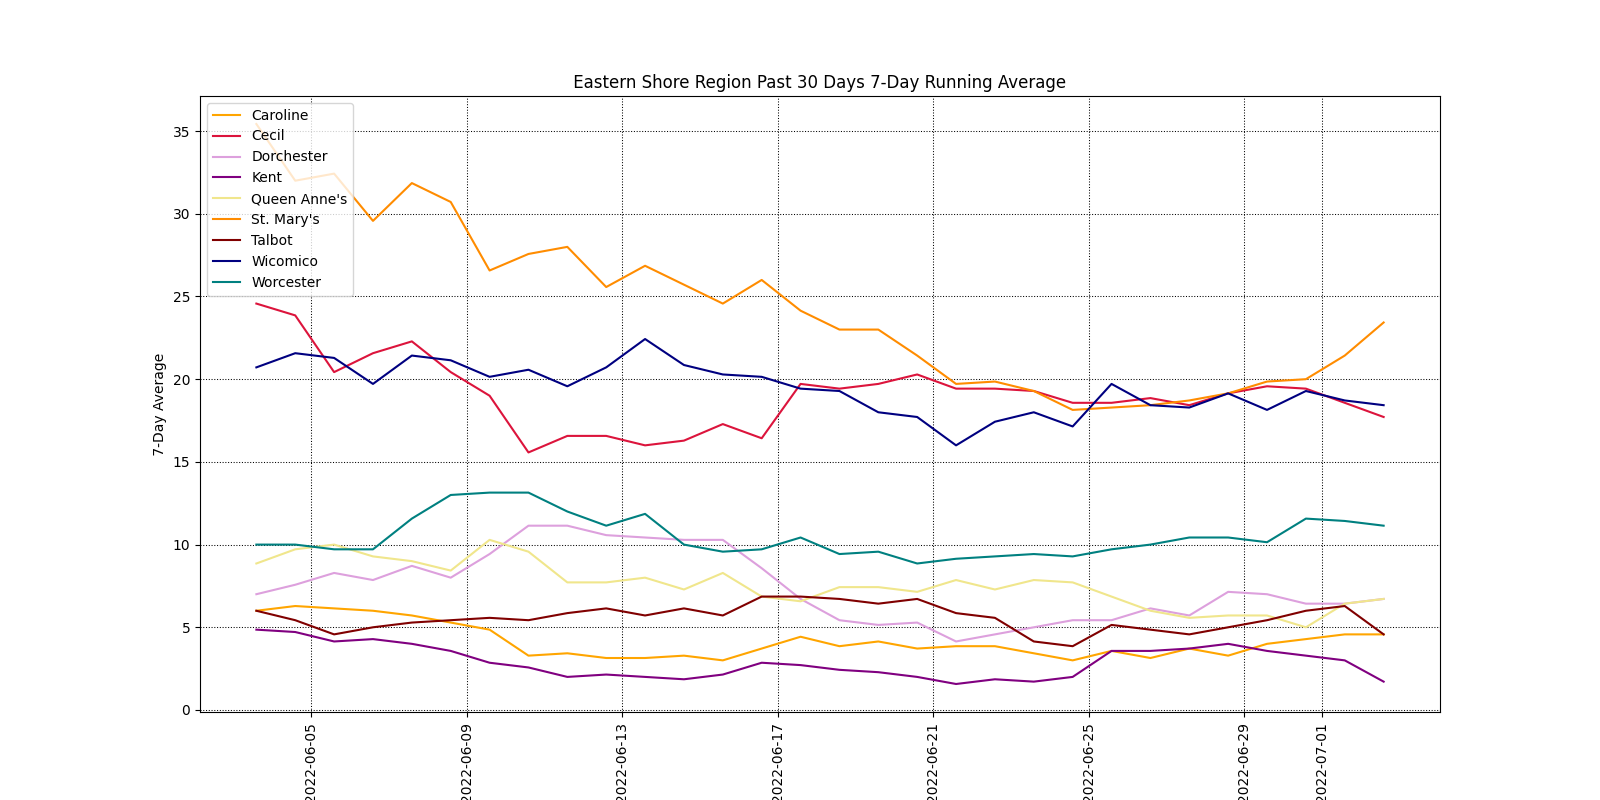 Eastern Shore Region Past 30 Days 7-Day Running Average
Caroline
Cecil
Dorchester
Kent
Queen Anne's
St. Mary's
Talbot
Wicomico
Worcester
35
30
25
20
15
10
5
0
7-Day Average
2022-06-05
2022-06-09
2022-06-13
2022-06-17
2022-06-21
2022-06-25
2022-06-29
2022-07-01